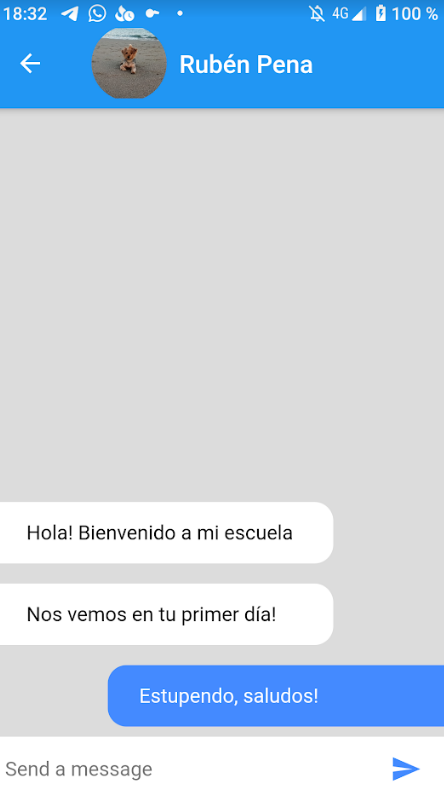 18:32 4G 100 %
Rubén Pena
Hola! Bienvenido a mi escuela
Nos vemos en tu primer día!
Estupendo, saludos!
Send a message